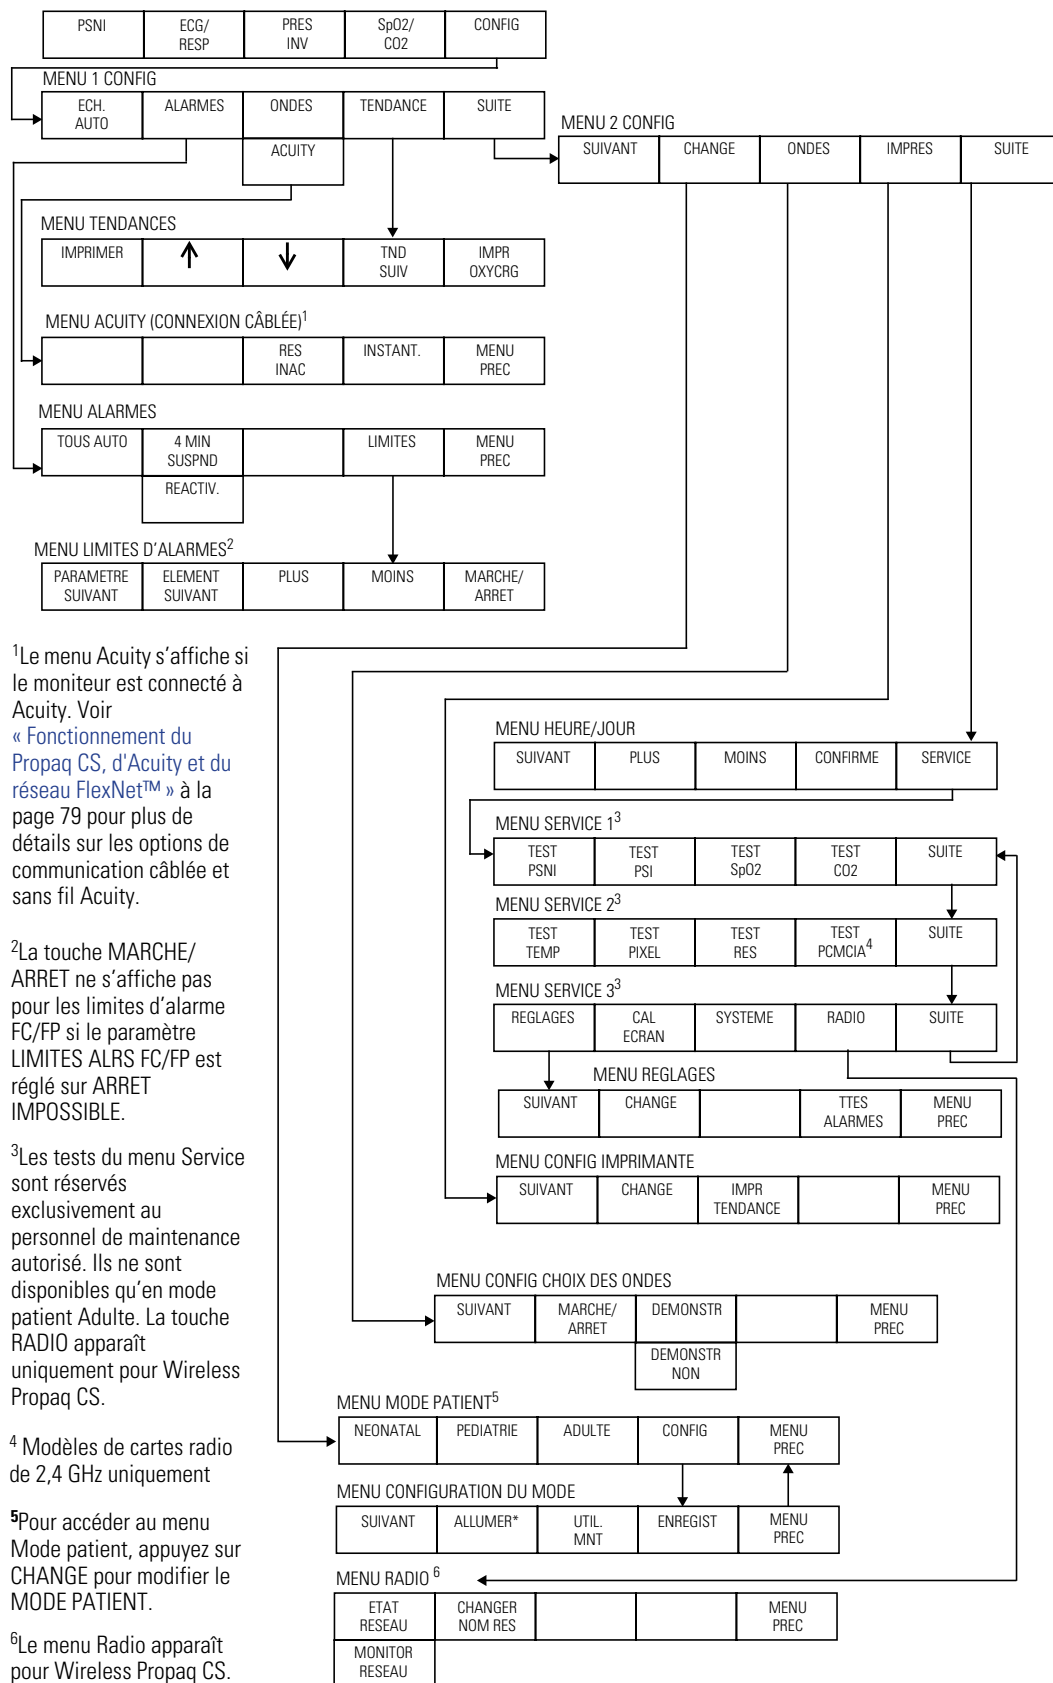 PSNI
ECG/
RESP
PRES
INV
SpO2/
CO2
CONFIG
MENU 1 CONFIG
ECH.
AUTO
ALARMES
ONDES
TENDANCE
SUITE
ACUITY
MENU 2 CONFIG
SUIVANT
CHANGE
ONDES
IMPRES
SUITE
MENU TENDANCES
IMPRIMER
↑
↓
TND
SUIV
IMPR
OXYCRG
MENU ACUITY (CONNEXION CÂBLÉE)1
RES
INAC
INSTANT.
MENU
PREC
MENU ALARMES
TOUS AUTO
4 MIN
SUSPND
LIMITES
MENU
PREC
REACTIV.
MENU LIMITES D’ALARMES2
PARAMETRE
SUIVANT
ELEMENT
SUIVANT
PLUS
MOINS
MARCHE/
ARRET
1Le menu Acuity s’affiche si
le moniteur est connecté à
Acuity. Voir
« Fonctionnement du
Propaq CS, d'Acuity et du
réseau FlexNet™ » à la
page 79 pour plus de
détails sur les options de
communication câblée et
sans fil Acuity.
2La touche MARCHE/
ARRET ne s’affiche pas
pour les limites d’alarme
FC/FP si le paramètre
LIMITES ALRS FC/FP est
réglé sur ARRET
IMPOSSIBLE.
3Les tests du menu Service
sont réservés
exclusivement au
personnel de maintenance
autorisé. Ils ne sont
disponibles qu’en mode
patient Adulte. La touche
RADIO apparaît
uniquement pour Wireless
Propaq CS.
4 Modèles de cartes radio
de 2,4 GHz uniquement
5Pour accéder au menu
Mode patient, appuyez sur
CHANGE pour modifier le
MODE PATIENT.
6Le menu Radio apparaît
pour Wireless Propaq CS.
MENU HEURE/JOUR
SUIVANT
PLUS
MOINS
CONFIRME
SERVICE
MENU SERVICE 13
TEST
PSNI
TEST
PSI
TEST
SpO2
TEST
CO2
SUITE
MENU SERVICE 23
TEST
TEMP
TEST
PIXEL
TEST
RES
TEST
PCMCIA4
SUITE
MENU SERVICE 33
REGLAGES
CAL
ECRAN
SYSTEME
RADIO
SUITE
MENU REGLAGES
SUIVANT
CHANGE
TTES
ALARMES
MENU
PREC
MENU CONFIG IMPRIMANTE
SUIVANT
CHANGE
IMPR
TENDANCE
MENU
PREC
MENU CONFIG CHOIX DES ONDES
SUIVANT
MARCHE/
ARRET
DEMONSTR
MENU
PREC
DEMONSTR
NON
MENU MODE PATIENT5
NEONATAL
PEDIATRIE
ADULTE
CONFIG
MENU
PREC
MENU CONFIGURATION DU MODE
SUIVANT
ALLUMER*
UTIL.
MNT
ENREGIST
MENU
PREC
MENU RADIO 6
ETAT
RESEAU
CHANGER
NOM RES
MENU
PREC
MONITOR
RESEAU